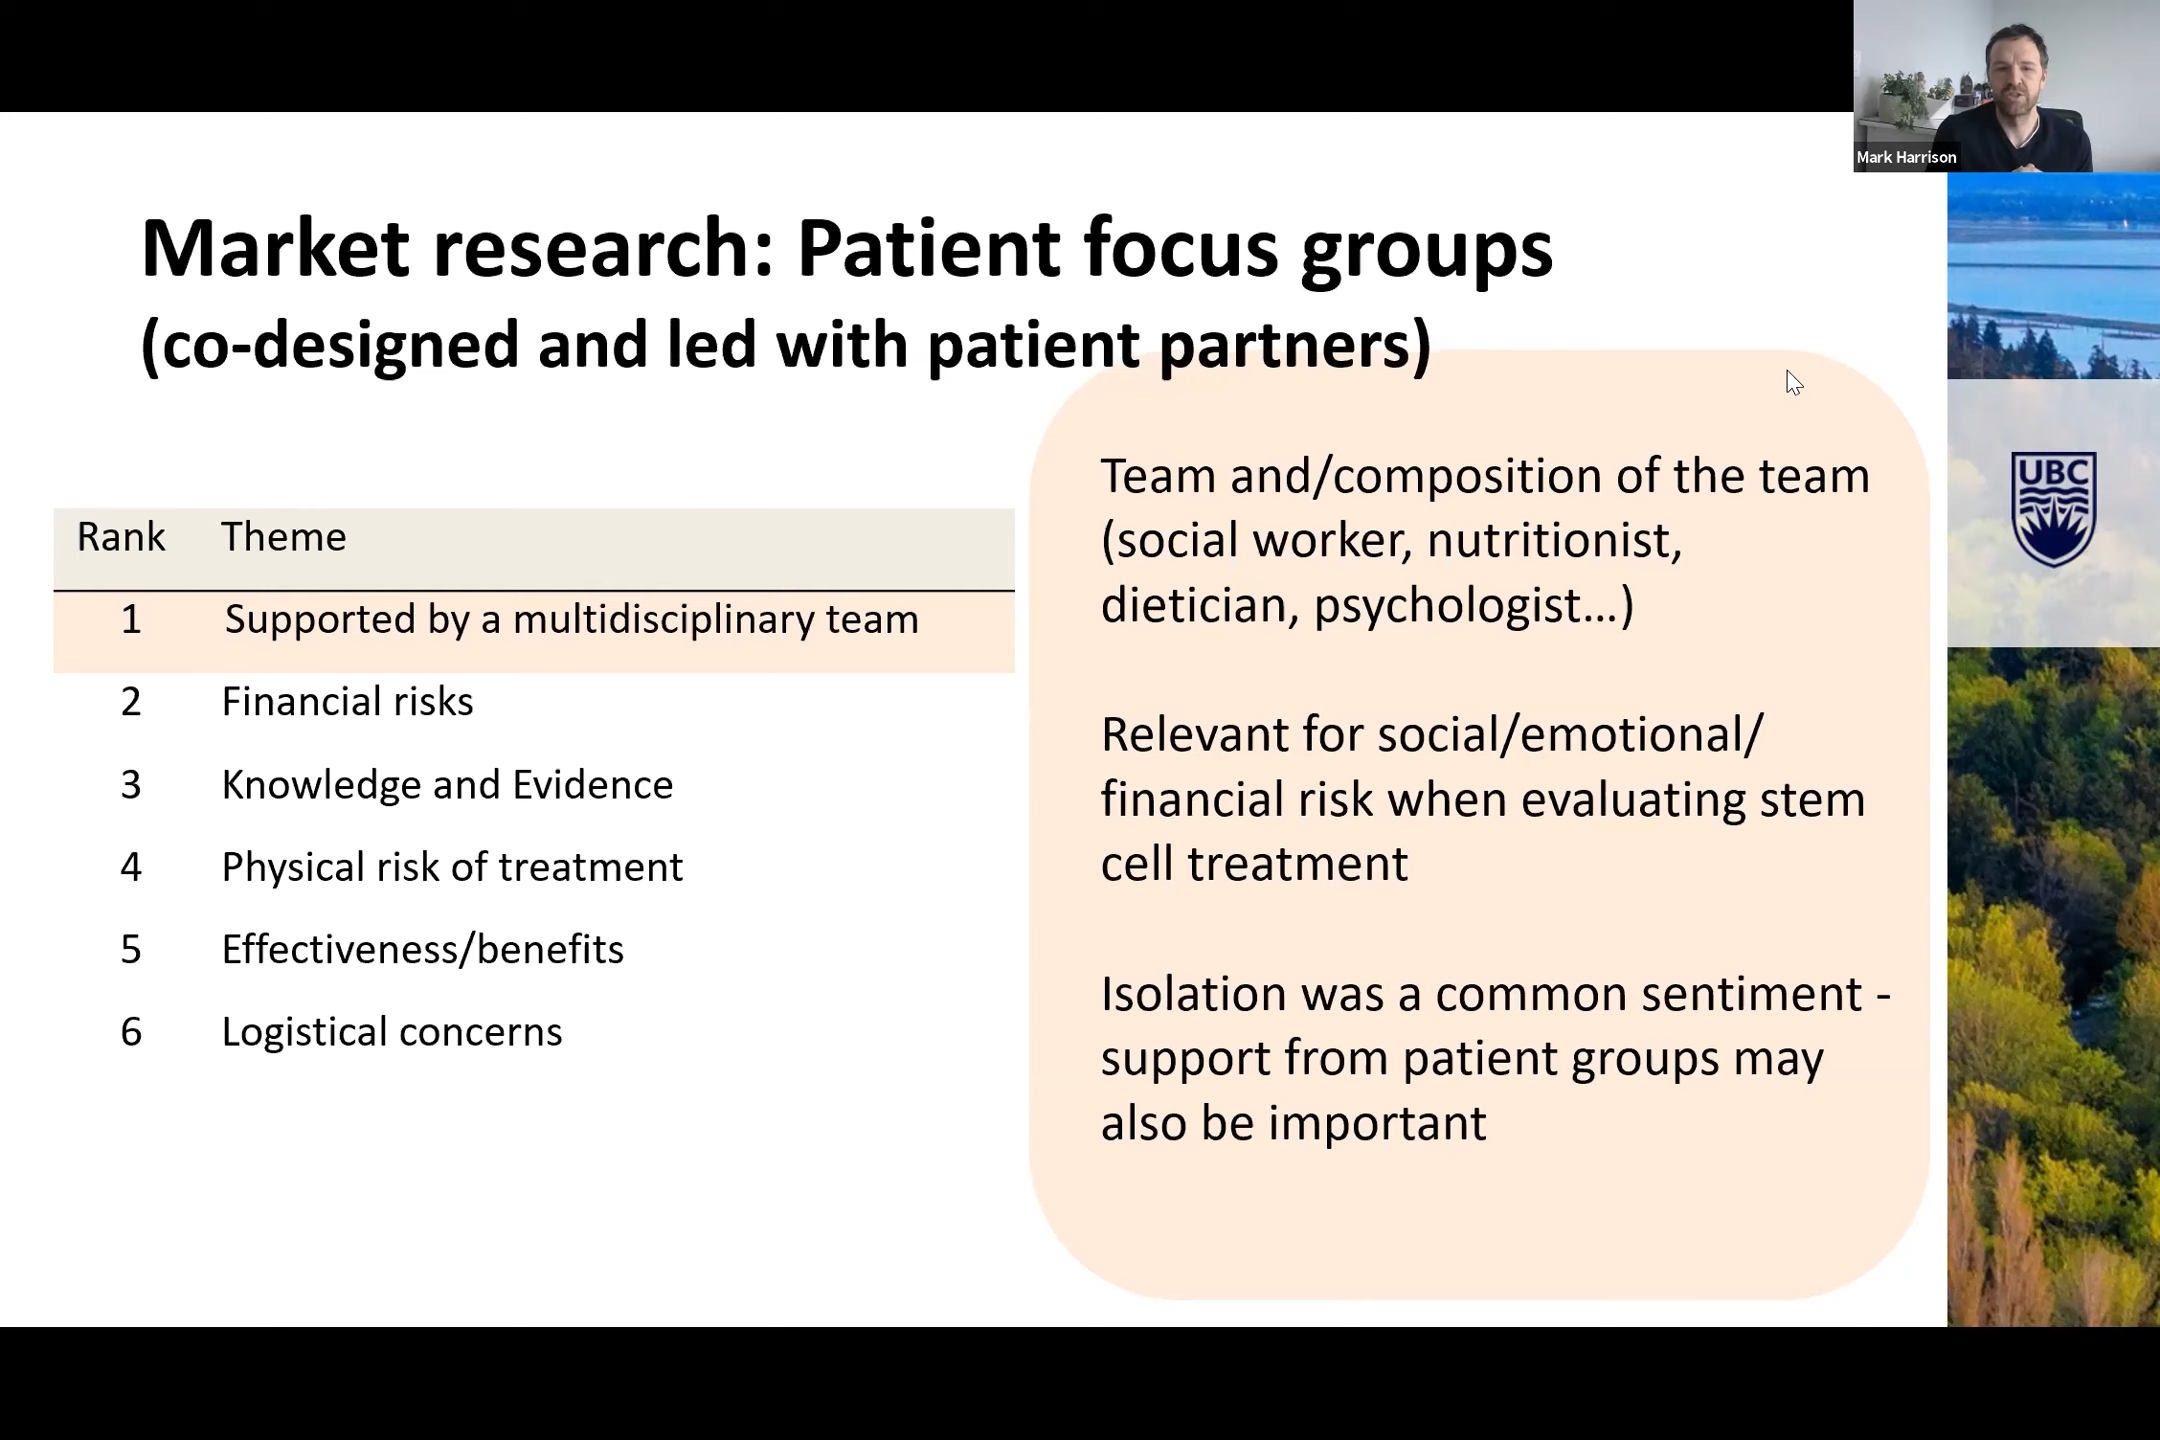 Mark Harrison
Market research: Patient focus groups
(co-designed and led with patient partners)
Rank Theme
1 Supported by a multidisciplinary team
2 Financial risks
3 Knowledge and Evidence
4 Physical risk of treatment
5 Effectiveness/benefits
6 Logistical concerns
Team and/composition of the team
(social worker, nutritionist,
dietician, psychologist...)
Relevant for social/emotional/
financial risk when evaluating stem
cell treatment
Isolation was a common sentiment -
support from patient groups may
also be important
UBC